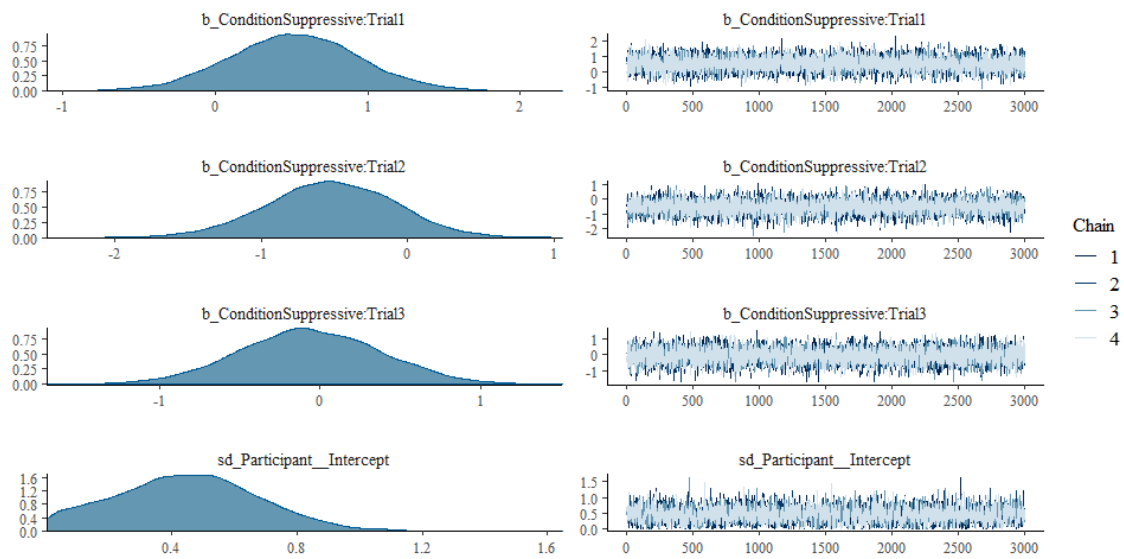 b_ConditionSuppressive:Trial1
0.75
0.50
0.25
0.00
-1 0 1 2
b_ConditionSuppressive:Trial1
2
1
0
-1
0 500 1000 1500 2000 2500 3000
b_ConditionSuppressive:Trial2
0.75
0.50
0.25
0.00
-2 -1 0 1
b_ConditionSuppressive:Trial2
1
0
-1
-2
0 500 1000 1500 2000 2500 3000
b_ConditionSuppressive:Trial3
0.75
0.50
0.25
0.00
-1 0 1
b_ConditionSuppressive:Trial3
1
0
-1
0 500 1000 1500 2000 2500 3000
sd_Participant__Intercept
1.6
1.2
0.8
0.4
0.0
0.4 0.8 1.2 1.6
sd_Participant__Intercept
1.5
1.0
0.5
0.0
0 500 1000 1500 2000 2500 3000
Chain
1
2
3
4